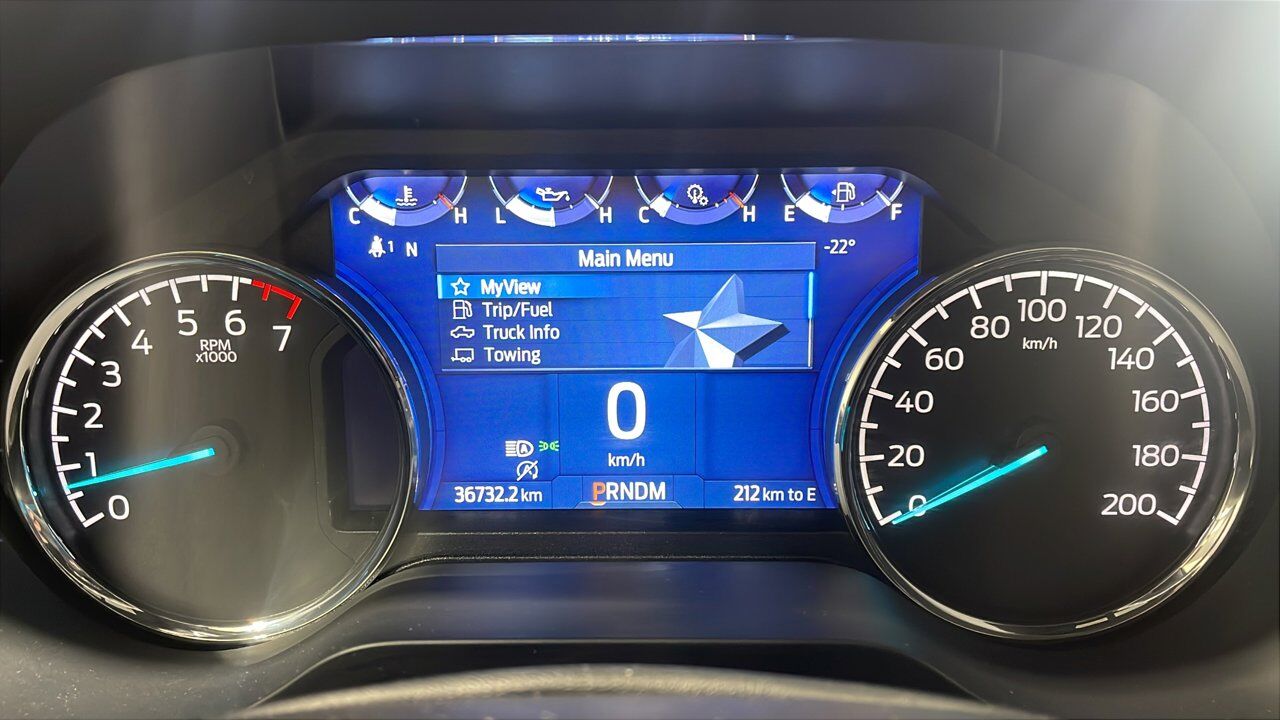 C H L H C H E F
1 N
-22°
Main Menu
MyView
Trip/Fuel
Truck Info
Towing
0
km/h
A
A
36732.2 km
PRNDM
212 km to E
0 1 2 3 4 5 6 7
RPM
x1000
0 20 40 60 80 100 120 140 160 180 200
km/h